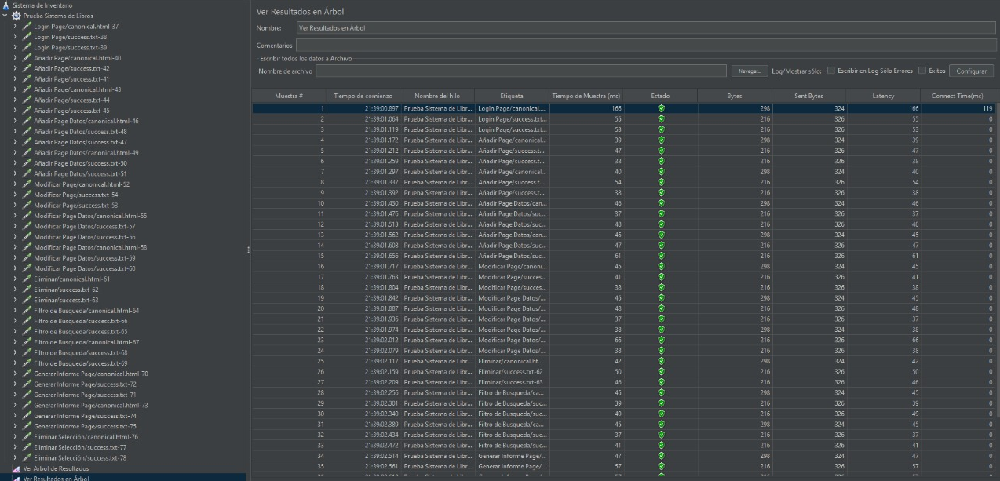 Sistema de Inventario
Prueba Sistema de Libros
Login Page/canonical.html-37
Login Page/success.txt-38
Login Page/success.txt-39
Añadir Page/canonical.html-40
Añadir Page/success.txt-42
Añadir Page/success.txt-41
Añadir Page/canonical.html-43
Añadir Page/success.txt-44
Añadir Page/success.txt-45
Añadir Page Datos/canonical.html-46
Añadir Page Datos/success.txt-48
Añadir Page Datos/success.txt-47
Añadir Page Datos/canonical.html-49
Añadir Page Datos/success.txt-50
Añadir Page Datos/success.txt-51
Modificar Page/canonical.html-52
Modificar Page/success.txt-54
Modificar Page/success.txt-53
Modificar Page Datos/canonical.html-55
Modificar Page Datos/success.txt-57
Modificar Page Datos/success.txt-56
Modificar Page Datos/canonical.html-58
Modificar Page Datos/success.txt-59
Modificar Page Datos/success.txt-60
Eliminar/canonical.html-61
Eliminar/success.txt-62
Eliminar/success.txt-63
Filtro de Busqueda/canonical.html-64
Filtro de Busqueda/success.txt-66
Filtro de Busqueda/success.txt-65
Filtro de Busqueda/canonical.html-67
Filtro de Busqueda/success.txt-68
Filtro de Busqueda/success.txt-69
Generar Informe Page/canonical.html-70
Generar Informe Page/success.txt-72
Generar Informe Page/success.txt-71
Generar Informe Page/canonical.html-73
Generar Informe Page/success.txt-74
Generar Informe Page/success.txt-75
Eliminar Selección/canonical.html-76
Eliminar Selección/success.txt-77
Eliminar Selección/success.txt-78
Ver Árbol de Resultados
Ver Resultados en Árbol
Ver Resultados en Árbol
Nombre: Ver Resultados en Árbol
Comentarios
Escribir todos los datos a Archivo
Nombre de archivo Navegar... Log/Mostrar sólo: Escribir en Log Sólo Errores Éxitos Configurar
Muestra # Tiempo de comienzo Nombre del hilo Etiqueta Tiempo de Muestra (ms) Estado Bytes Sent Bytes Latency Connect Time(ms)
1 21:39:00.897 Prueba Sistema de Libr... Login Page/canonical.... 166 298 324 166 119
2 21:39:01.064 Prueba Sistema de Libr... Login Page/success.txt... 55 216 326 55 0
3 21:39:01.119 Prueba Sistema de Libr... Login Page/success.txt... 53 216 326 53 0
4 21:39:01.172 Prueba Sistema de Libr... Añadir Page/canonical... 39 298 324 39 0
5 21:39:01.212 Prueba Sistema de Libr... Añadir Page/success.t... 47 216 326 47 0
6 21:39:01.259 Prueba Sistema de Libr... Añadir Page/success.t... 38 216 326 38 0
7 21:39:01.297 Prueba Sistema de Libr... Añadir Page/canonical... 40 298 324 40 0
8 21:39:01.337 Prueba Sistema de Libr... Añadir Page/success.t... 54 216 326 54 0
9 21:39:01.392 Prueba Sistema de Libr... Añadir Page/success.t... 38 216 326 38 0
10 21:39:01.430 Prueba Sistema de Libr... Añadir Page Datos/can... 46 298 324 46 0
11 21:39:01.476 Prueba Sistema de Libr... Añadir Page Datos/suc... 37 216 326 37 0
12 21:39:01.513 Prueba Sistema de Libr... Añadir Page Datos/suc... 48 216 326 48 0
13 21:39:01.562 Prueba Sistema de Libr... Añadir Page Datos/can... 45 298 324 45 0
14 21:39:01.608 Prueba Sistema de Libr... Añadir Page Datos/suc... 47 216 326 47 0
15 21:39:01.656 Prueba Sistema de Libr... Añadir Page Datos/suc... 61 216 326 61 0
16 21:39:01.717 Prueba Sistema de Libr... Modificar Page/canoni... 45 298 324 45 0
17 21:39:01.763 Prueba Sistema de Libr... Modificar Page/succes... 41 216 326 41 0
18 21:39:01.804 Prueba Sistema de Libr... Modificar Page/succes... 38 216 326 38 0
19 21:39:01.842 Prueba Sistema de Libr... Modificar Page Datos/... 45 298 324 45 0
20 21:39:01.887 Prueba Sistema de Libr... Modificar Page Datos/... 48 216 326 48 0
21 21:39:01.936 Prueba Sistema de Libr... Modificar Page Datos/... 37 216 326 37 0
22 21:39:01.974 Prueba Sistema de Libr... Modificar Page Datos/... 38 298 324 38 0
23 21:39:02.012 Prueba Sistema de Libr... Modificar Page Datos/... 66 216 326 66 0
24 21:39:02.079 Prueba Sistema de Libr... Modificar Page Datos/... 38 216 326 38 0
25 21:39:02.117 Prueba Sistema de Libr... Eliminar/canonical.ht... 42 298 324 42 0
26 21:39:02.159 Prueba Sistema de Libr... Eliminar/success.txt-62 50 216 326 50 0
27 21:39:02.209 Prueba Sistema de Libr... Eliminar/success.txt-63 46 216 326 46 0
28 21:39:02.256 Prueba Sistema de Libr... Filtro de Busqueda/ca... 45 298 324 45 0
29 21:39:02.301 Prueba Sistema de Libr... Filtro de Busqueda/suc... 39 216 326 39 0
30 21:39:02.340 Prueba Sistema de Libr... Filtro de Busqueda/suc... 49 216 326 49 0
31 21:39:02.389 Prueba Sistema de Libr... Filtro de Busqueda/ca... 45 298 324 45 0
32 21:39:02.434 Prueba Sistema de Libr... Filtro de Busqueda/suc... 37 216 326 37 0
33 21:39:02.472 Prueba Sistema de Libr... Filtro de Busqueda/suc... 41 216 326 41 0
34 21:39:02.514 Prueba Sistema de Libr... Generar Informe Page/... 47 298 324 47 0
35 21:39:02.561 Prueba Sistema de Libr... Generar Informe Page/... 57 216 326 57 0